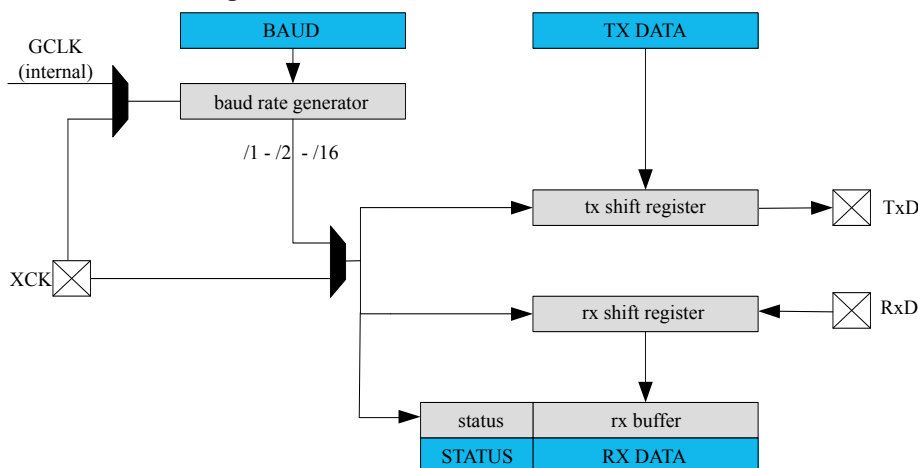 BAUD
TX DATA
GCLK
(internal)
baud rate generator
/1 - /2 - /16
tx shift register
TxD
XCK
rx shift register
RxD
status
rx buffer
STATUS
RX DATA